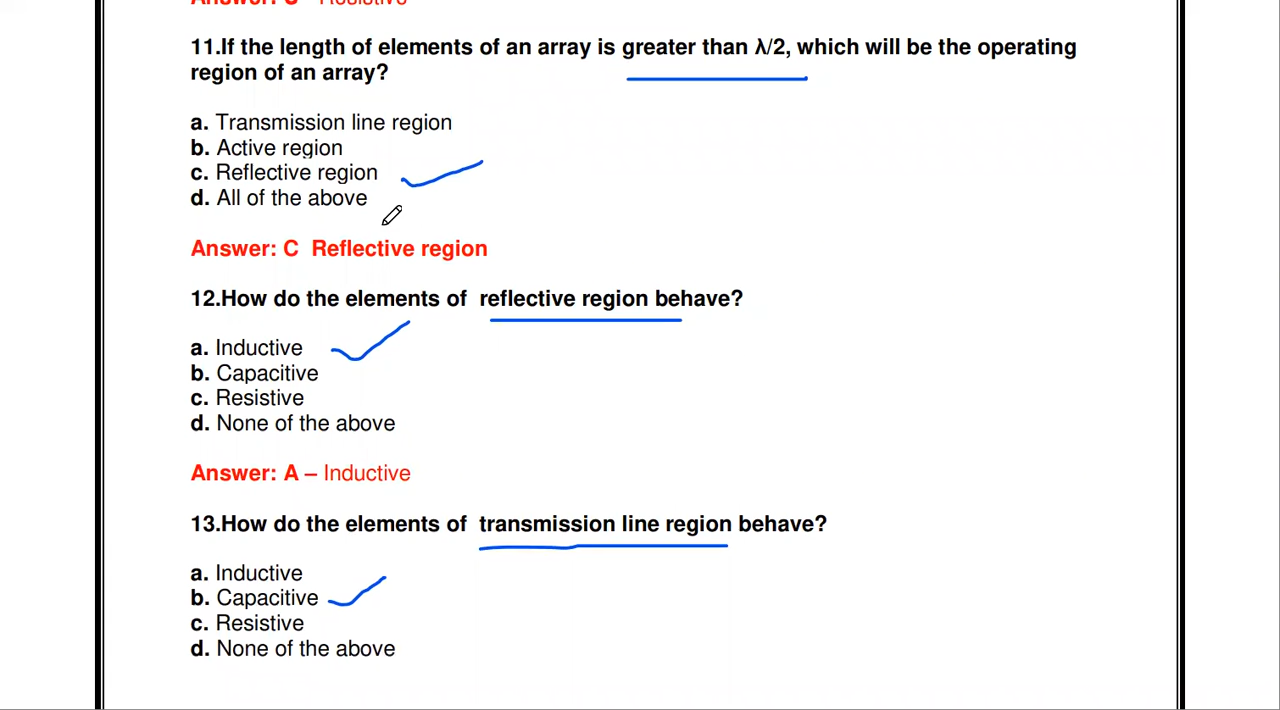 Answer: C – Resistive
11.If the length of elements of an array is greater than λ/2, which will be the operating
region of an array?
a. Transmission line region
b. Active region
c. Reflective region
d. All of the above
Answer: C  Reflective region
12.How do the elements of  reflective region behave?
a. Inductive
b. Capacitive
c. Resistive
d. None of the above
Answer: A – Inductive
13.How do the elements of  transmission line region behave?
a. Inductive
b. Capacitive
c. Resistive
d. None of the above